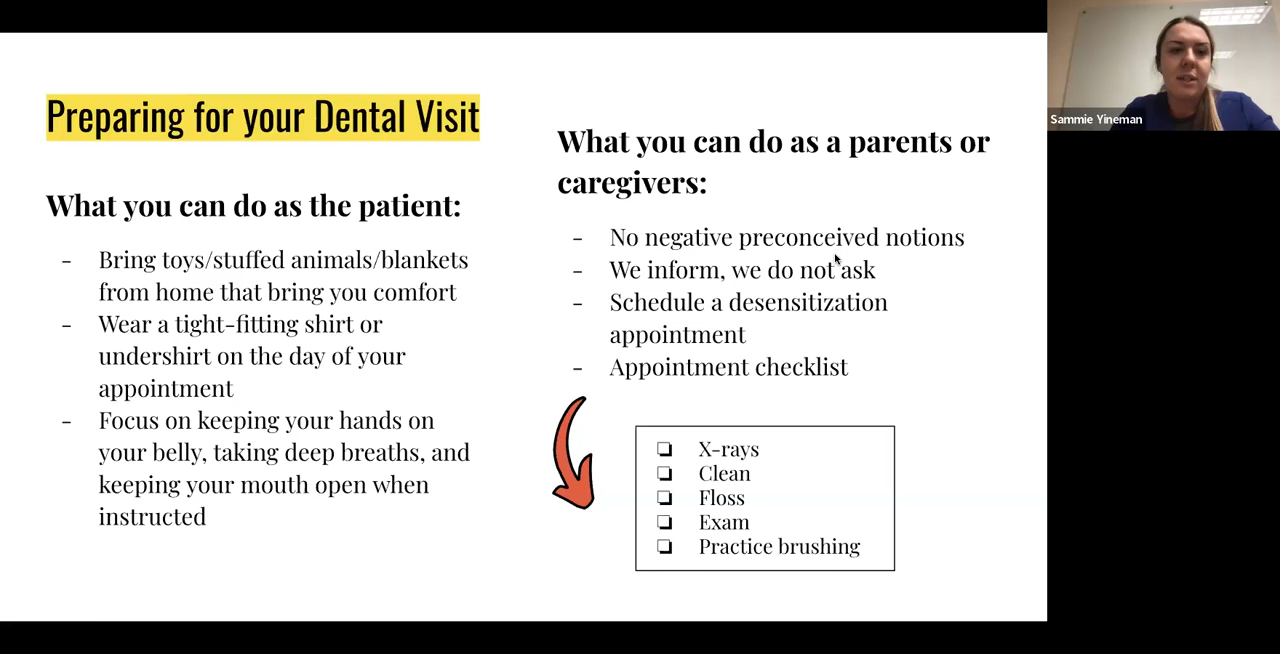 Preparing for your Dental Visit
What you can do as the patient:
- Bring toys/stuffed animals/blankets
from home that bring you comfort
- Wear a tight-fitting shirt or
undershirt on the day of your
appointment
- Focus on keeping your hands on
your belly, taking deep breaths, and
keeping your mouth open when
instructed
What you can do as a parents or
caregivers:
- No negative preconceived notions
- We inform, we do not ask
- Schedule a desensitization
appointment
- Appointment checklist
❏ X-rays
❏ Clean
❏ Floss
❏ Exam
❏ Practice brushing
Sammie Yineman